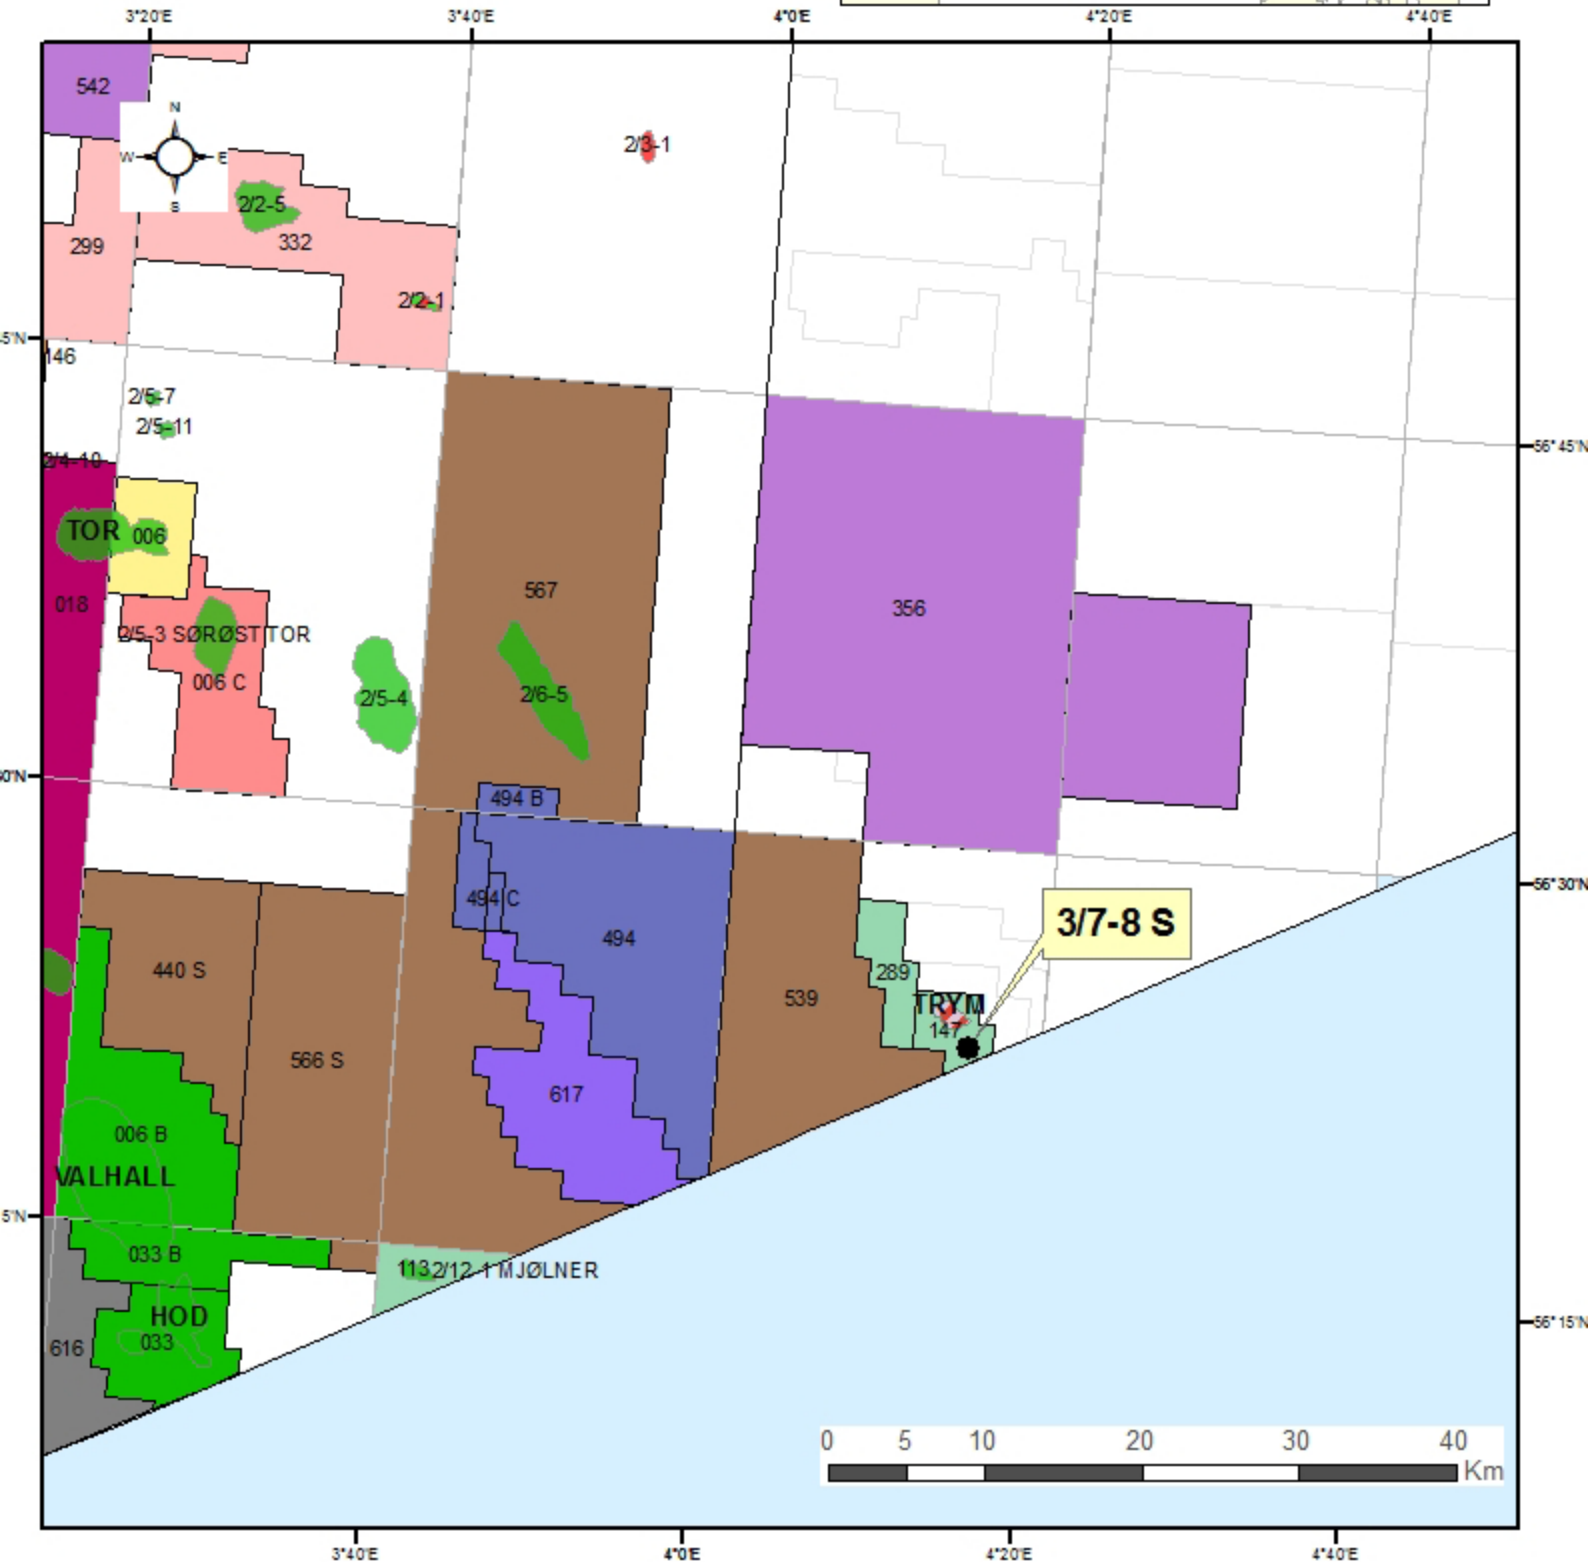 3°20'E 3°40'E 4°0'E 4°20'E 4°40'E
542
N
W E
S
2/3-1
2/2-5
299 332
2/2-1
5'N
146
2/5-7
2/5-11
56°45'N
2/4-10
TOR 006
018
567
356
2/5-3 SØRØST TOR
006 C
2/5-4
2/6-5
0'N
494 B
56°30'N
494 C
3/7-8 S
494
440 S
289
539
TRYM
147
566 S
617
006 B
VALHALL
5'N
033 B
113 2/12-1 MJØLNER
HOD
033
616
56°15'N
0 5 10 20 30 40
Km
3°40'E 4°0'E 4°20'E 4°40'E